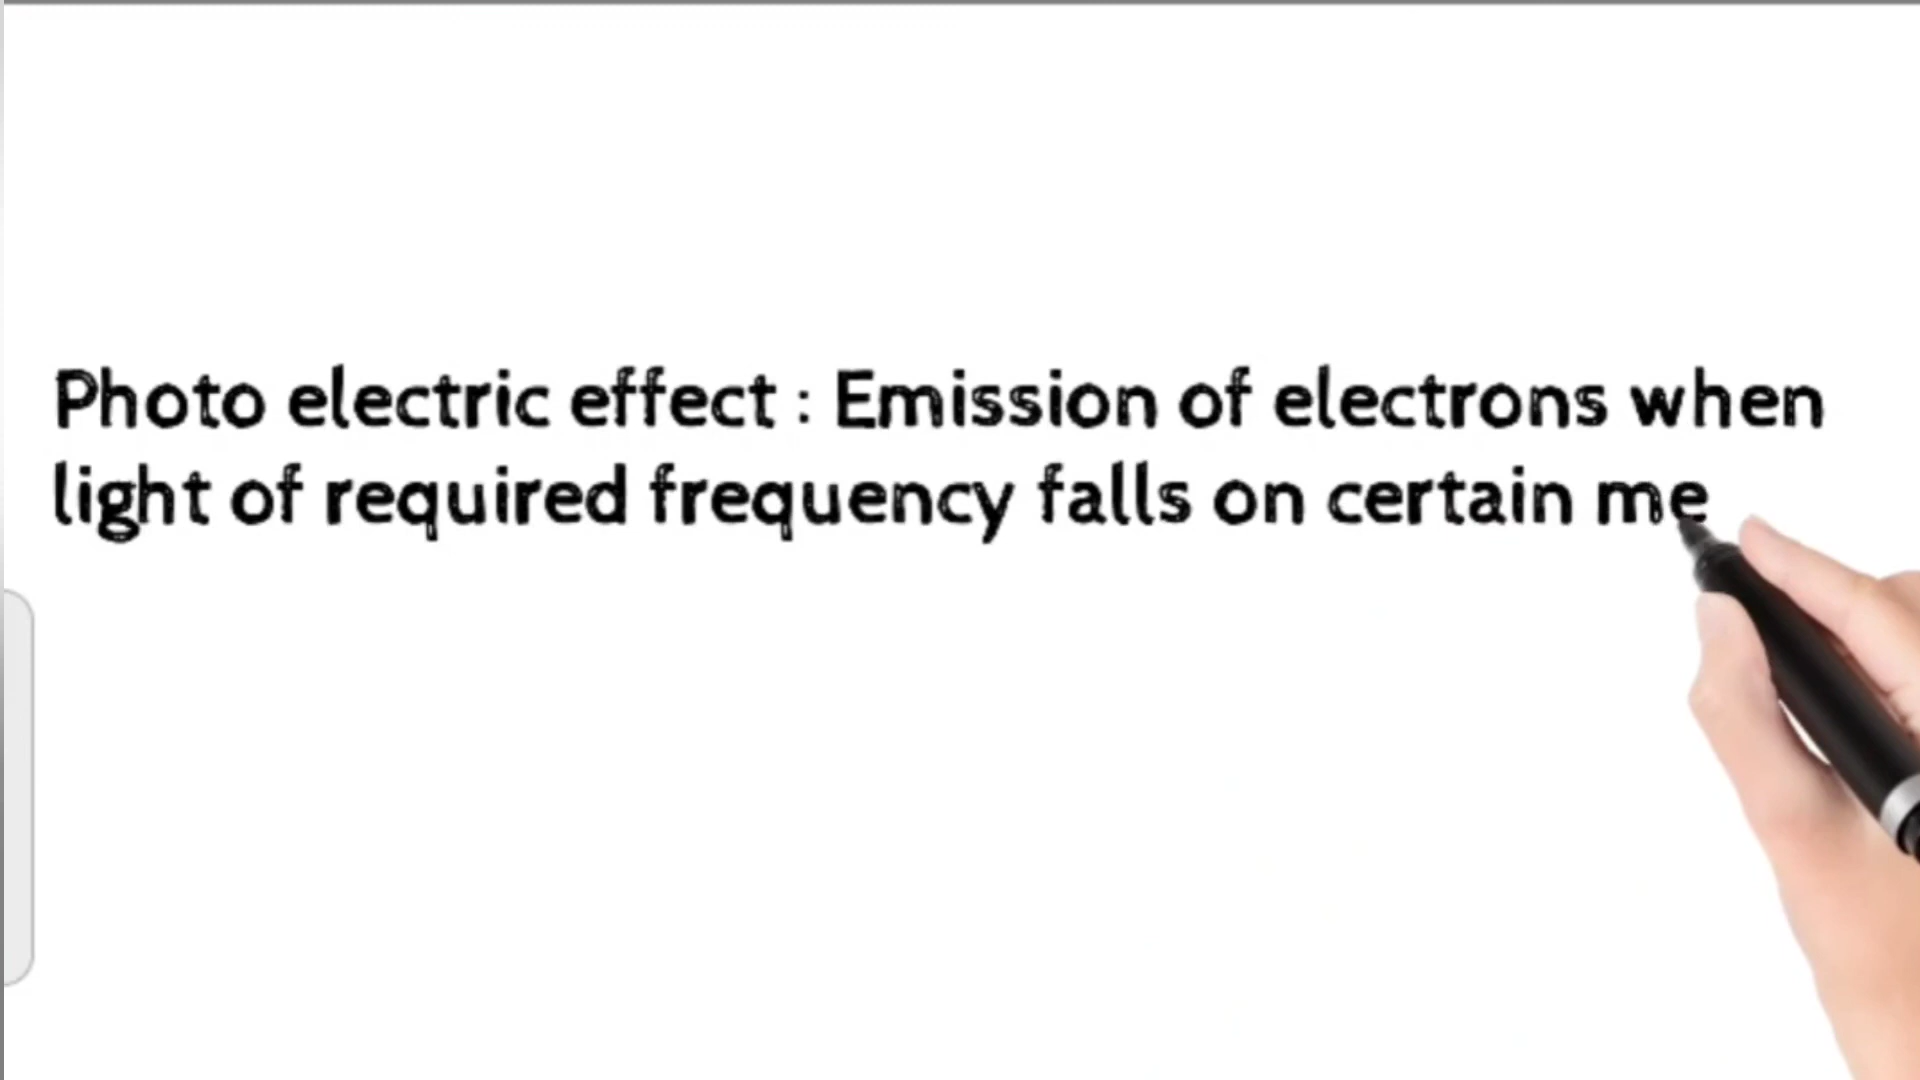 Photo electric effect : Emission of electrons when
light of required frequency falls on certain me